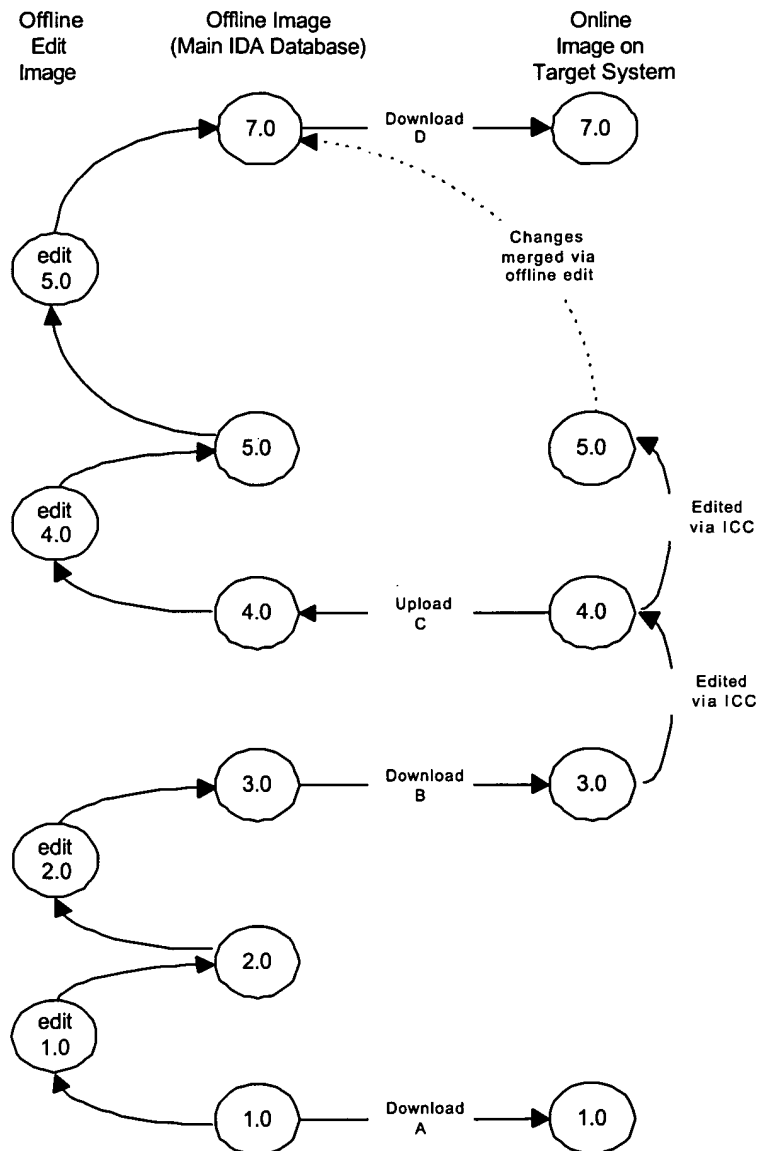 Offline
Edit
Image
Offline Image
(Main IDA Database)
Online
Image on
Target System
7.0
Download
D
7.0
Changes
merged via
offline edit
edit
5.0
5.0
5.0
edit
4.0
Edited
via ICC
4.0
Upload
C
4.0
Edited
via ICC
3.0
Download
B
3.0
edit
2.0
2.0
edit
1.0
1.0
Download
A
1.0